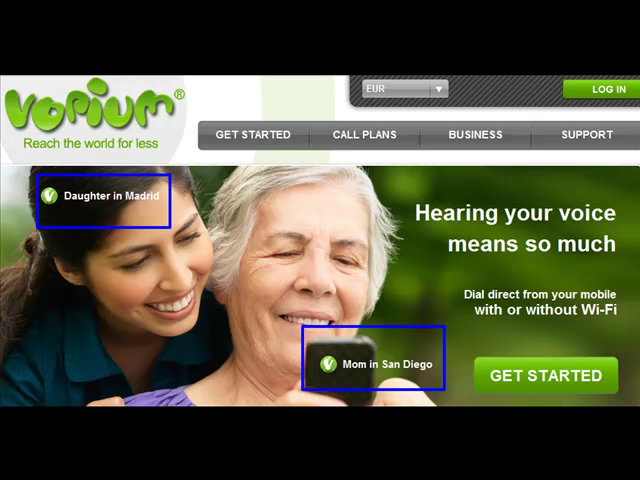 vopium®
Reach the world for less
EUR
LOG IN
GET STARTED
CALL PLANS
BUSINESS
SUPPORT
Daughter in Madrid
Hearing your voice
means so much
Dial direct from your mobile
with or without Wi-Fi
Mom in San Diego
GET STARTED